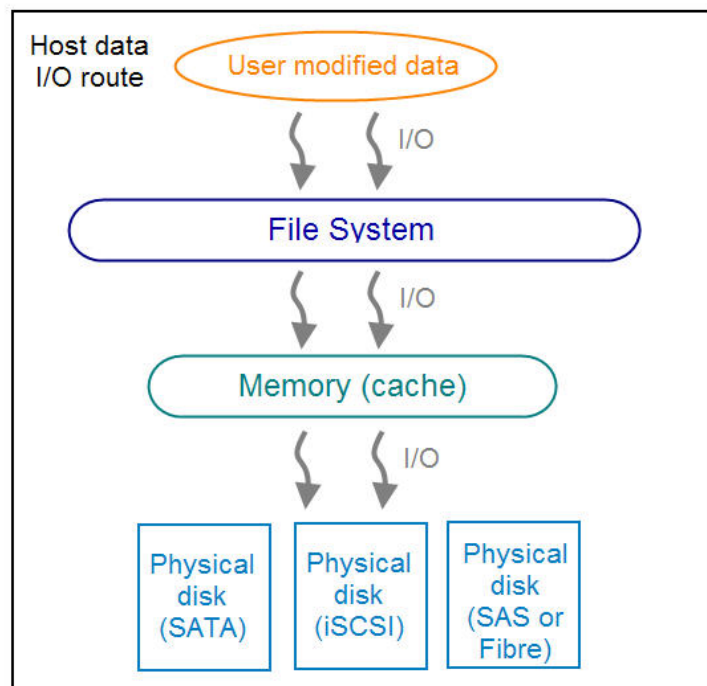 Host data
I/O route
User modified data
I/O
File System
I/O
Memory (cache)
I/O
Physical
disk
(SATA)
Physical
disk
(iSCSI)
Physical
disk
(SAS or
Fibre)